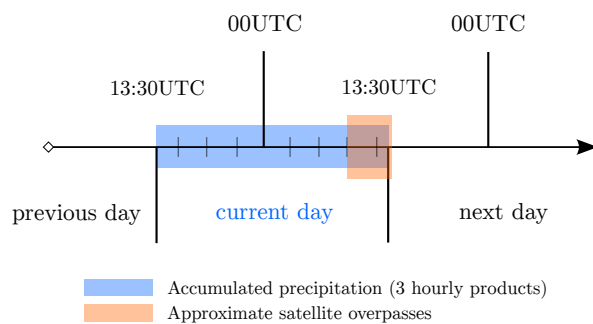 00UTC
00UTC
13:30UTC
13:30UTC
previous day
current day
next day
Accumulated precipitation (3 hourly products)
Approximate satellite overpasses